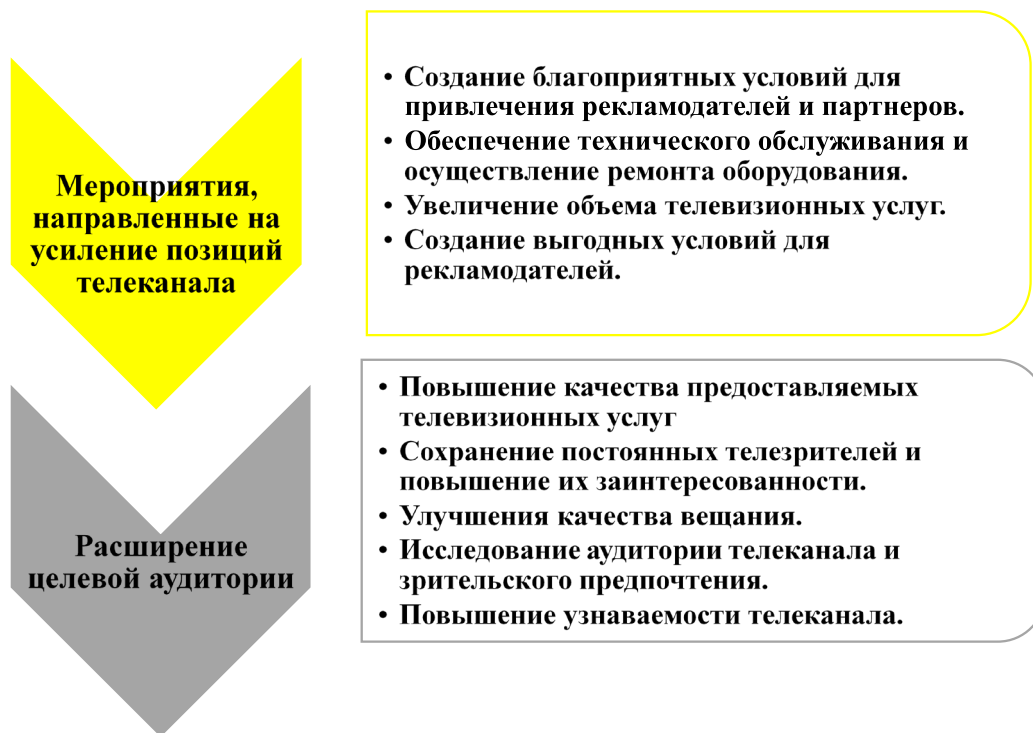 Мероприятия,
направленные на
усиление позиций
телеканала
• Создание благоприятных условий для
привлечения рекламодателей и партнеров.
• Обеспечение технического обслуживания и
осуществление ремонта оборудования.
• Увеличение объема телевизионных услуг.
• Создание выгодных условий для
рекламодателей.
Расширение
целевой аудитории
• Повышение качества предоставляемых
телевизионных услуг
• Сохранение постоянных телезрителей и
повышение их заинтересованности.
• Улучшения качества вещания.
• Исследование аудитории телеканала и
зрительского предпочтения.
• Повышение узнаваемости телеканала.